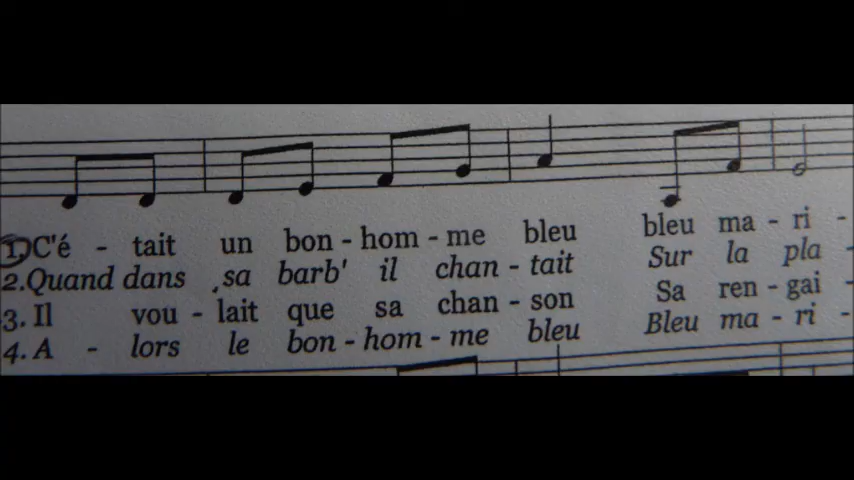 1. C'é - tait un bon - hom - me bleu bleu ma - ri -
2. Quand dans sa barb' il chan - tait Sur la pla -
3. Il vou - lait que sa chan - son Sa ren - gai -
4. A - lors le bon - hom - me bleu Bleu ma - ri -